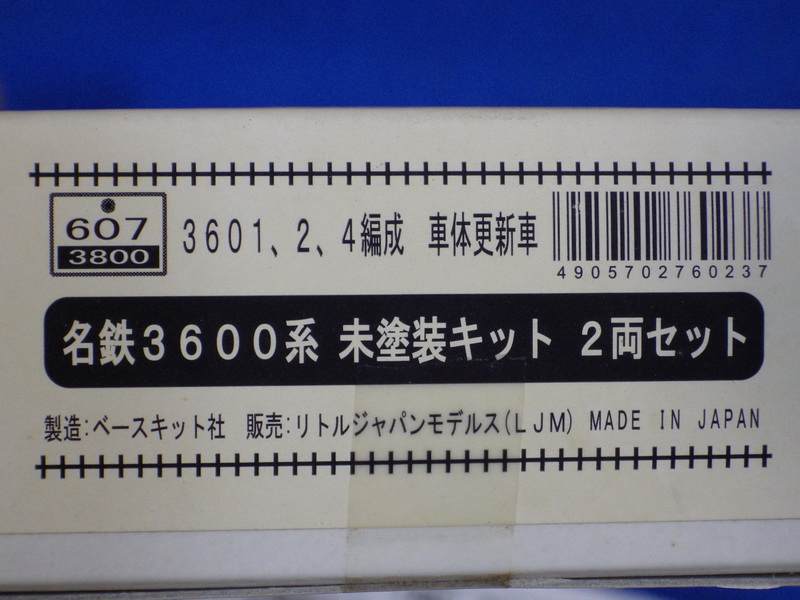 607
3800
３６０１、２、４編成　車体更新車
4905702760237
名鉄３６００系　未塗装キット　２両セット
製造：ベースキット社　販売：リトルジャパンモデルス（ＬＪＭ） MADE IN JAPAN